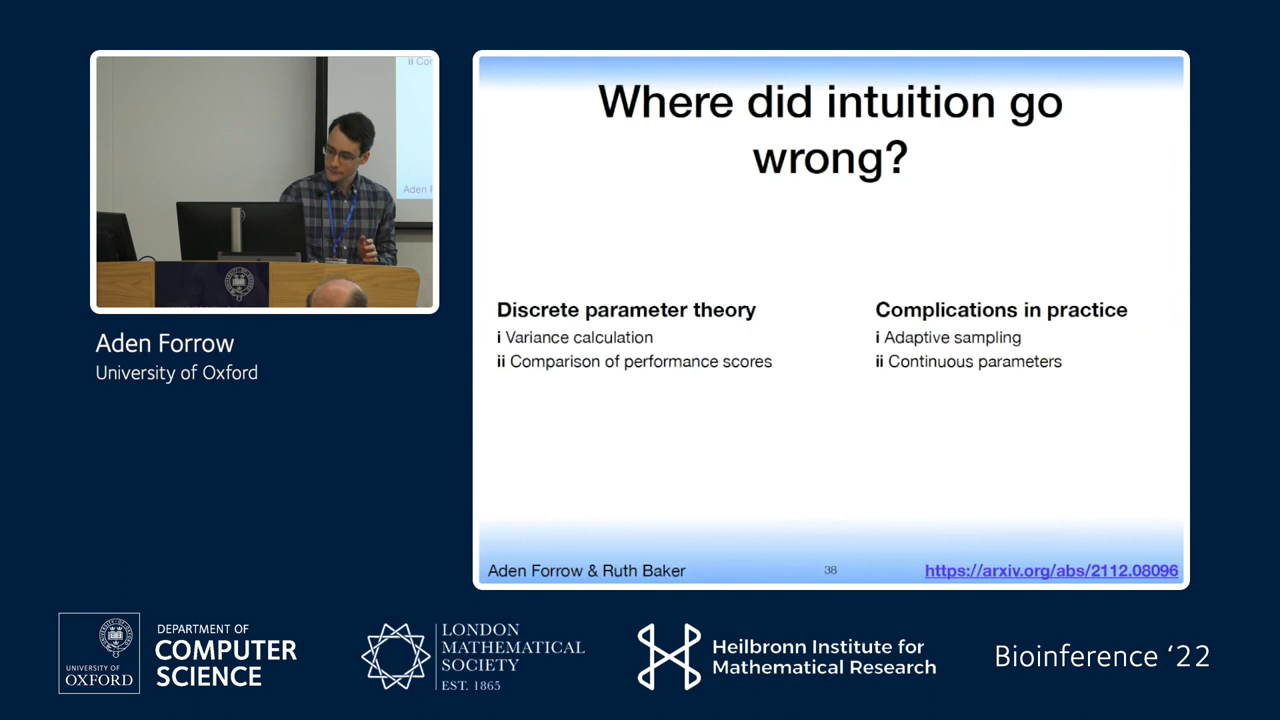 ii Cor
Aden F
Aden Forrow
University of Oxford
Where did intuition go
wrong?
Discrete parameter theory
i Variance calculation
ii Comparison of performance scores
Complications in practice
i Adaptive sampling
ii Continuous parameters
Aden Forrow & Ruth Baker
38
https://arxiv.org/abs/2112.08096
UNIVERSITY OF
OXFORD
DEPARTMENT OF
COMPUTER
SCIENCE
LONDON
MATHEMATICAL
SOCIETY
EST. 1865
Heilbronn Institute for
Mathematical Research
Bioinference ‘22